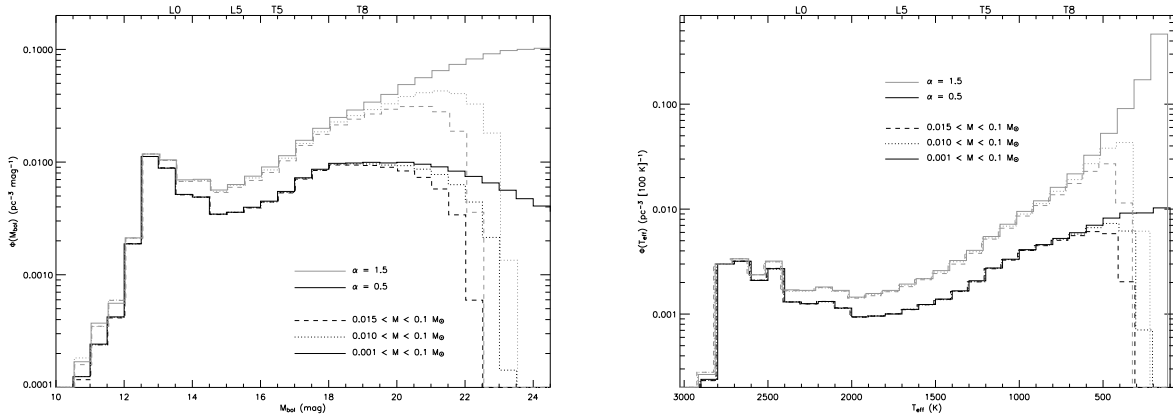 L0 L5 T5 T8
0.1000
0.0100
0.0010
0.0001
Φ(M_bol) (pc⁻³ mag⁻¹)
α = 1.5
α = 0.5
0.015 < M < 0.1 M⊙
0.010 < M < 0.1 M⊙
0.001 < M < 0.1 M⊙
10 12 14 16 18 20 22 24
M_bol (mag)
L0 L5 T5 T8
0.100
0.010
0.001
Φ(T_eff) (pc⁻³ [100 K]⁻¹)
α = 1.5
α = 0.5
0.015 < M < 0.1 M⊙
0.010 < M < 0.1 M⊙
0.001 < M < 0.1 M⊙
3000 2500 2000 1500 1000 500
T_eff (K)